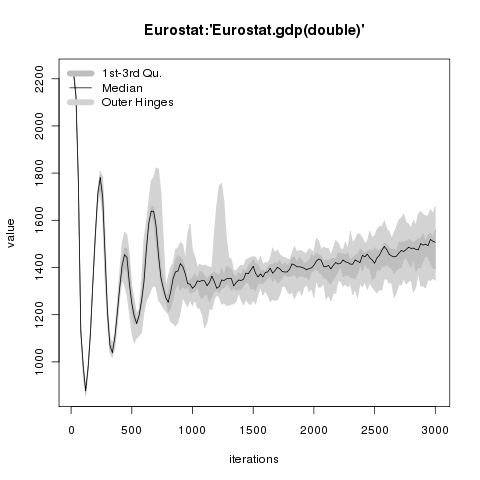 Eurostat:'Eurostat.gdp(double)'
1st-3rd Qu.
Median
Outer Hinges
value
2200
2000
1800
1600
1400
1200
1000
0 500 1000 1500 2000 2500 3000
iterations